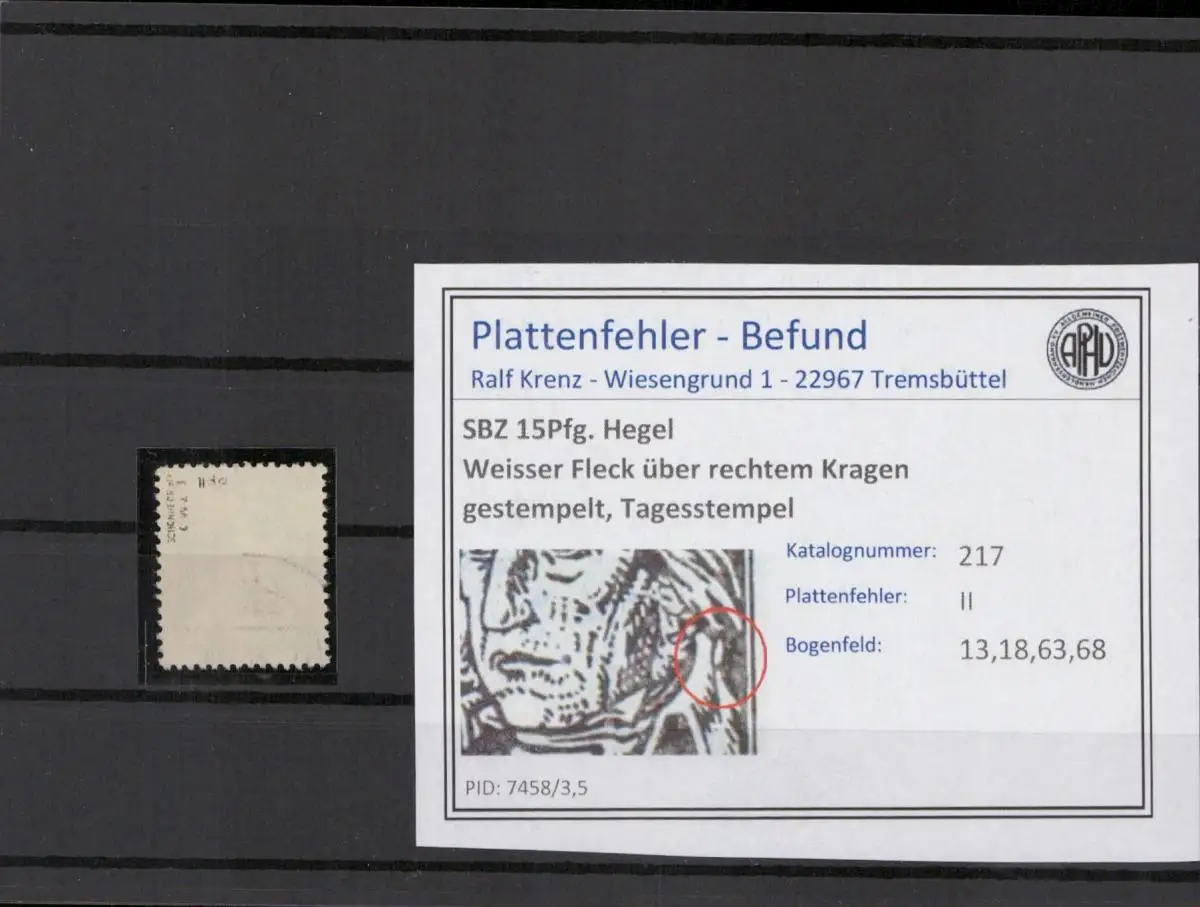 Plattenfehler - Befund
Ralf Krenz - Wiesengrund 1 - 22967 Tremsbüttel
APHV
SBZ 15Pfg. Hegel
Weisser Fleck über rechtem Kragen
gestempelt, Tagesstempel
Katalognummer: 217
Plattenfehler: II
Bogenfeld: 13,18,63,68
PID: 7458/3,5